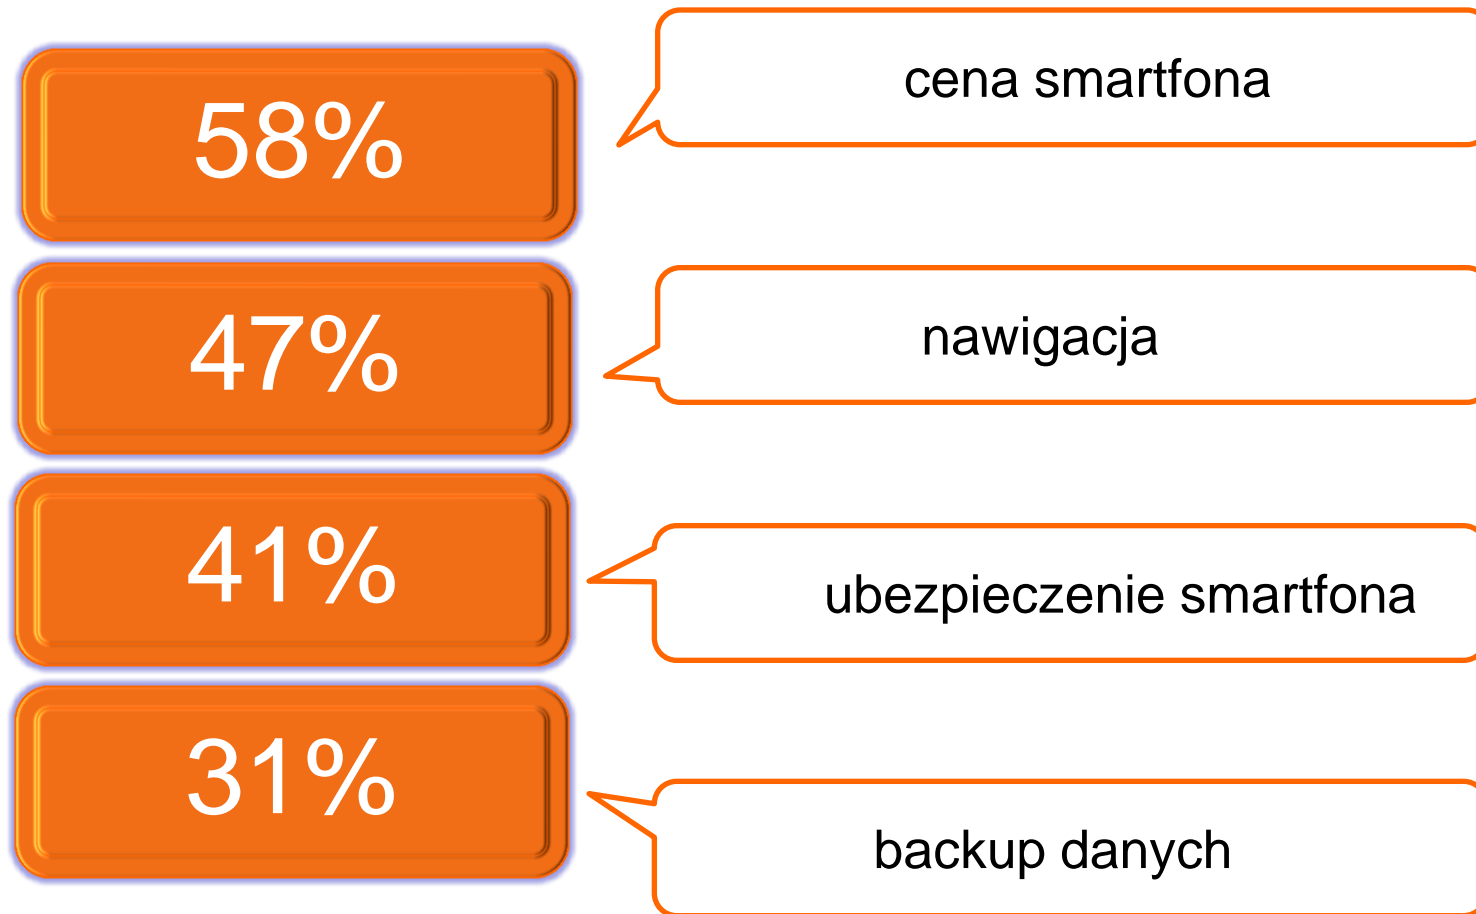 58%
cena smartfona
47%
nawigacja
41%
ubezpieczenie smartfona
31%
backup danych